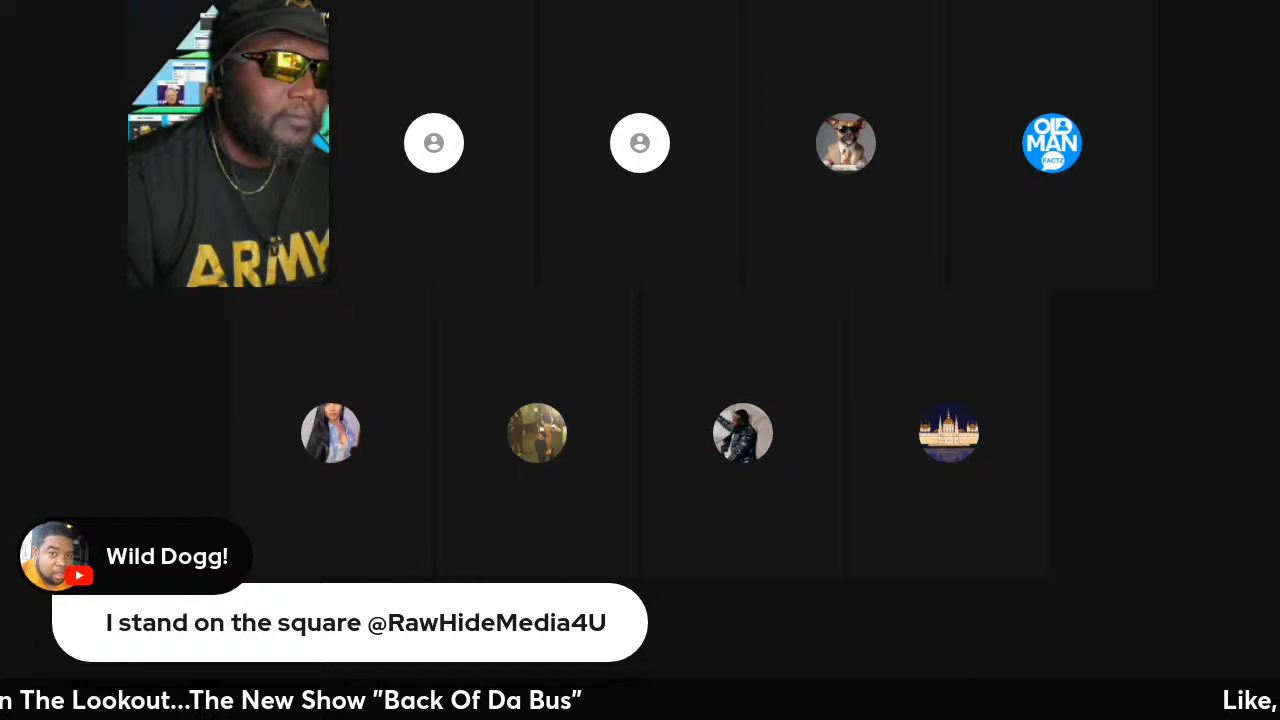 ARMY
OLD
MAN
FACTZ
Wild Dogg!
I stand on the square @RawHideMedia4U
n The Lookout...The New Show "Back Of Da Bus"
Like,